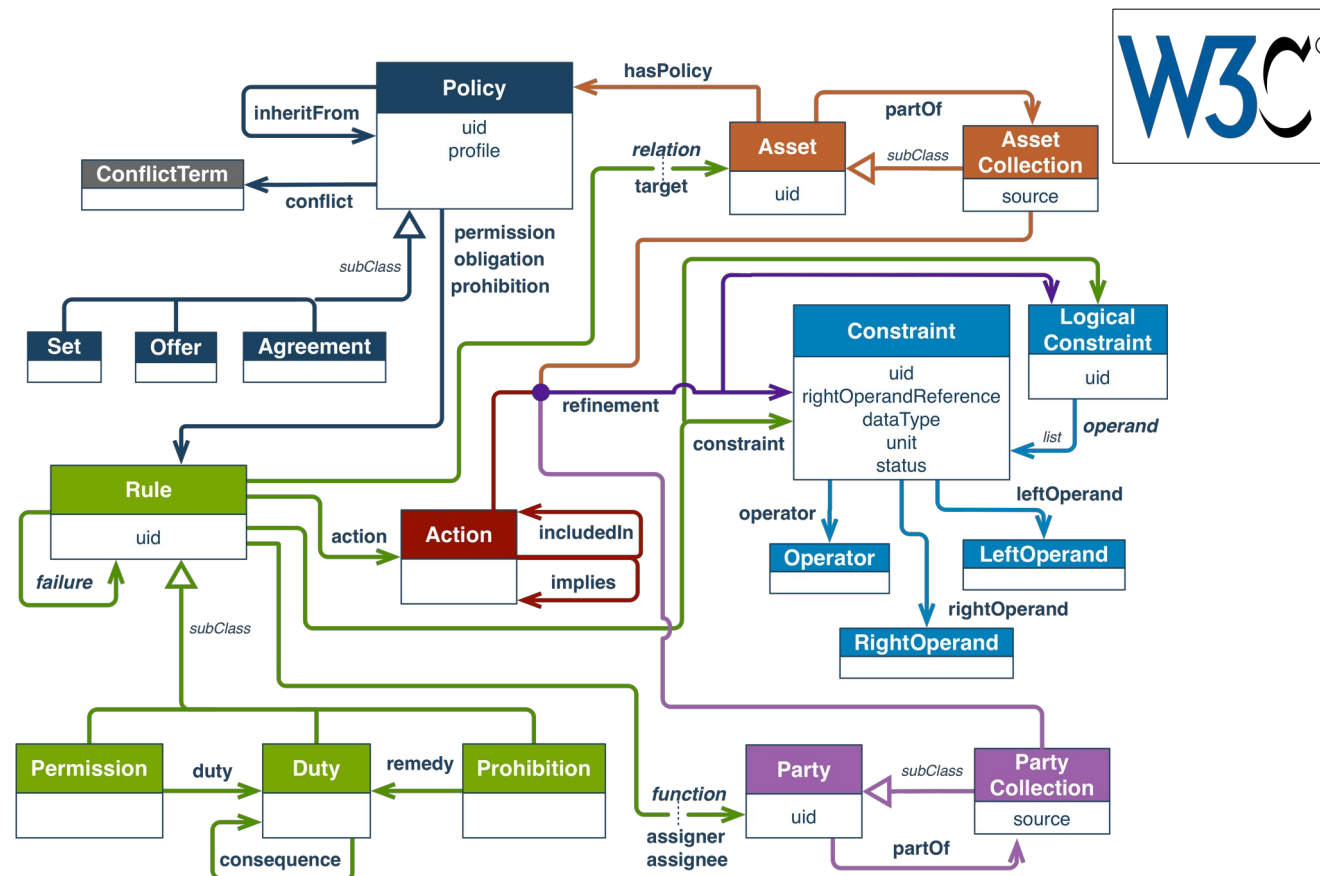 W3C
hasPolicy
Policy
inheritFrom
uid
profile
partOf
Asset
uid
Asset
Collection
source
subClass
relation
target
ConflictTerm
conflict
permission
obligation
prohibition
subClass
Set
Offer
Agreement
Constraint
uid
rightOperandReference
dataType
unit
status
Logical
Constraint
uid
operand
list
refinement
constraint
leftOperand
operator
Operator
LeftOperand
rightOperand
RightOperand
Rule
uid
failure
action
Action
includedIn
implies
subClass
Permission
duty
Duty
remedy
Prohibition
consequence
function
assigner
assignee
Party
uid
subClass
Party
Collection
source
partOf